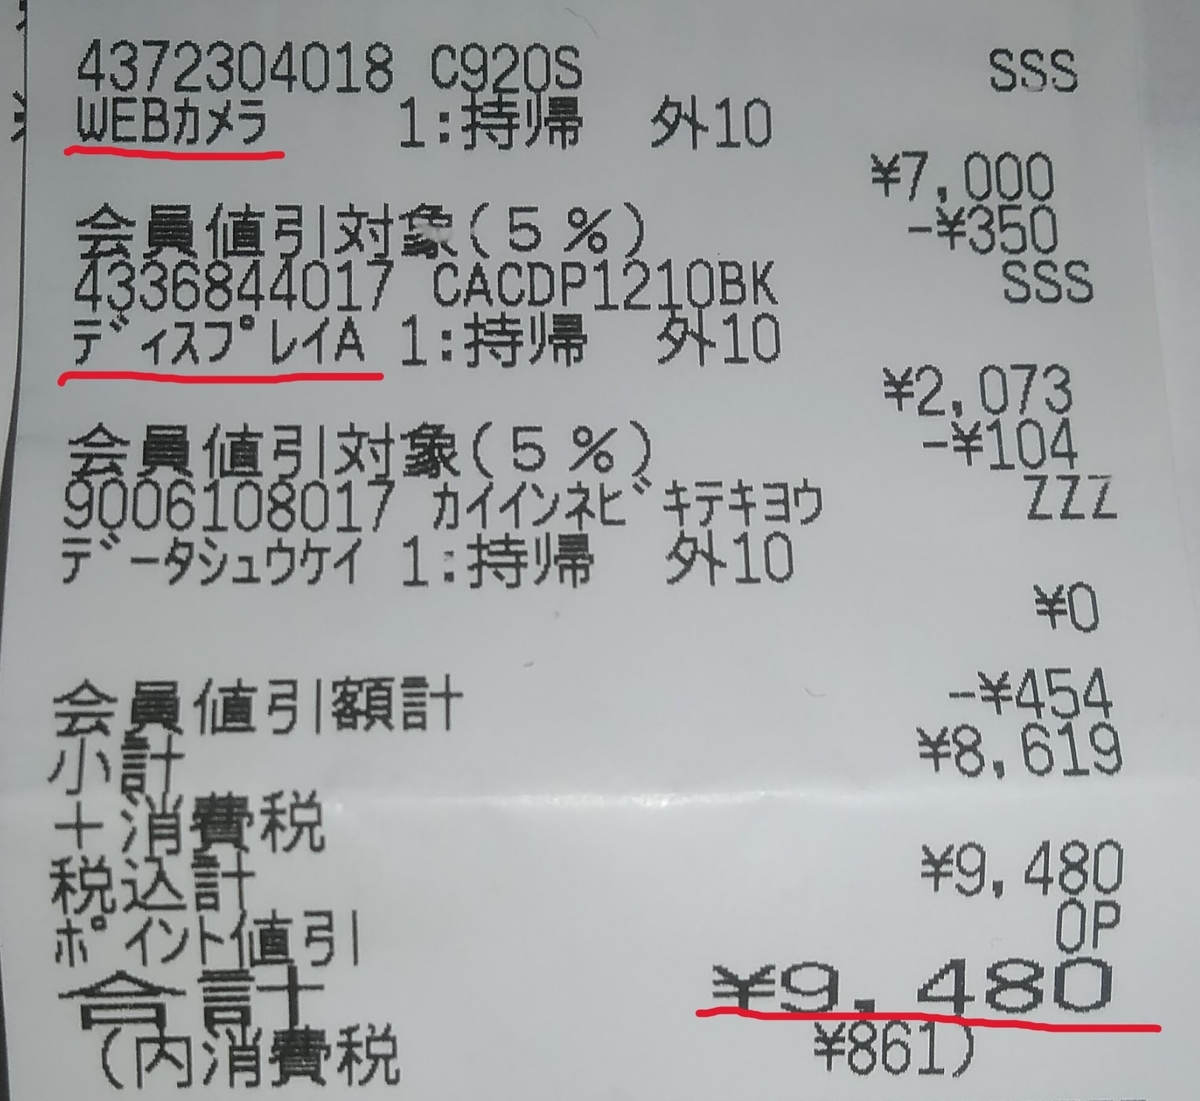 4372304018 C920S SSS
WEBカメラ 1:持帰 外10
¥7,000
会員値引対象(5%) -¥350
4336844017 CACDP1210BK SSS
ディスプレイA 1:持帰 外10
¥2,073
会員値引対象(5%) -¥104
9006108017 カイインネビキテキヨウ ZZZ
データシュウケイ 1:持帰 外10
¥0
会員値引額計 -¥454
小計 ¥8,619
+消費税
税込計 ¥9,480
ポイント値引 0P
合計 ¥9,480
(内消費税 ¥861)